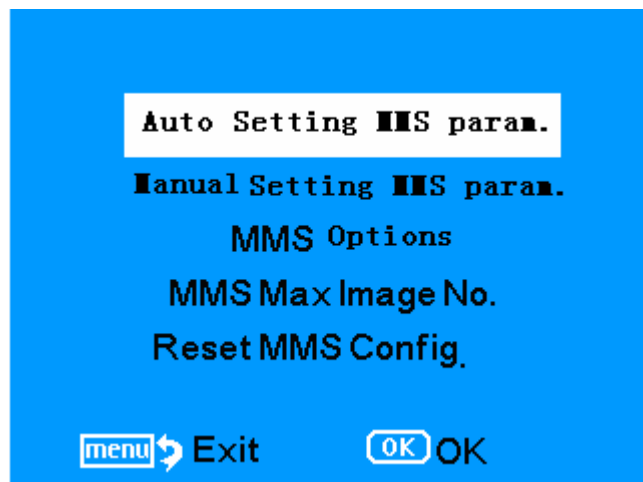 Auto Setting MMS param.
Manual Setting MMS param.
MMS Options
MMS Max Image No.
Reset MMS Config.
menu Exit OK OK